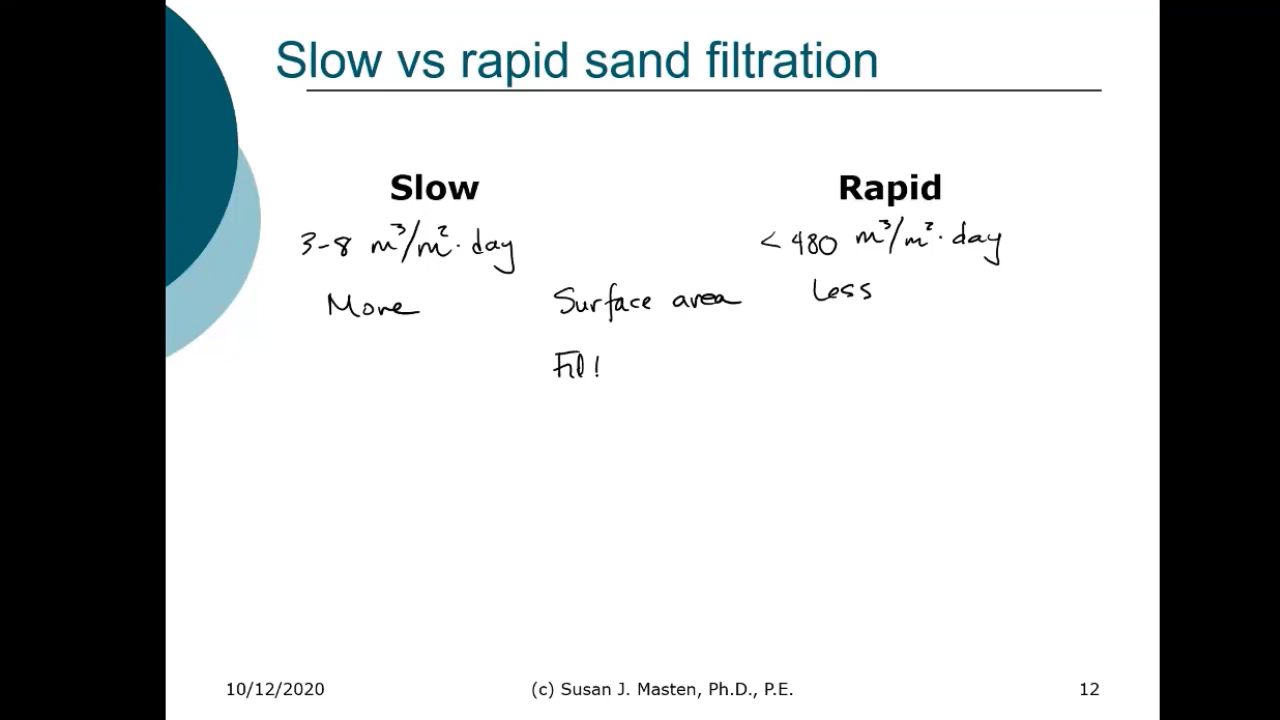 Slow vs rapid sand filtration
Slow Rapid
3-8 m³/m²·day < 480 m³/m²·day
More Surface area Less
Fil
10/12/2020 (c) Susan J. Masten, Ph.D., P.E. 12